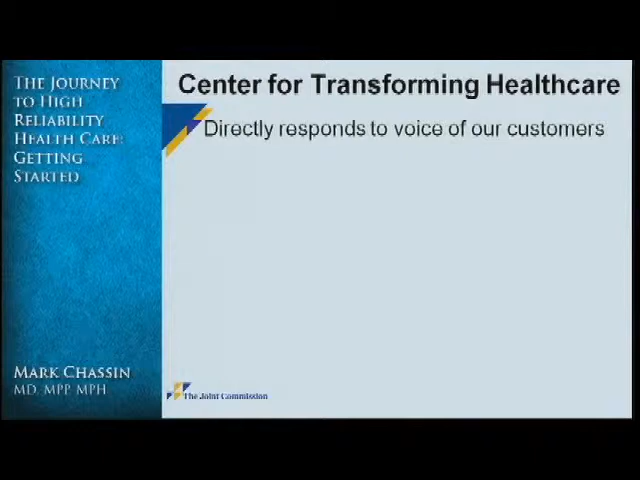 THE JOURNEY
TO HIGH
RELIABILITY
HEALTH CARE:
GETTING
STARTED
MARK CHASSIN
MD, MPP MPH
Center for Transforming Healthcare
Directly responds to voice of our customers
The Joint Commission